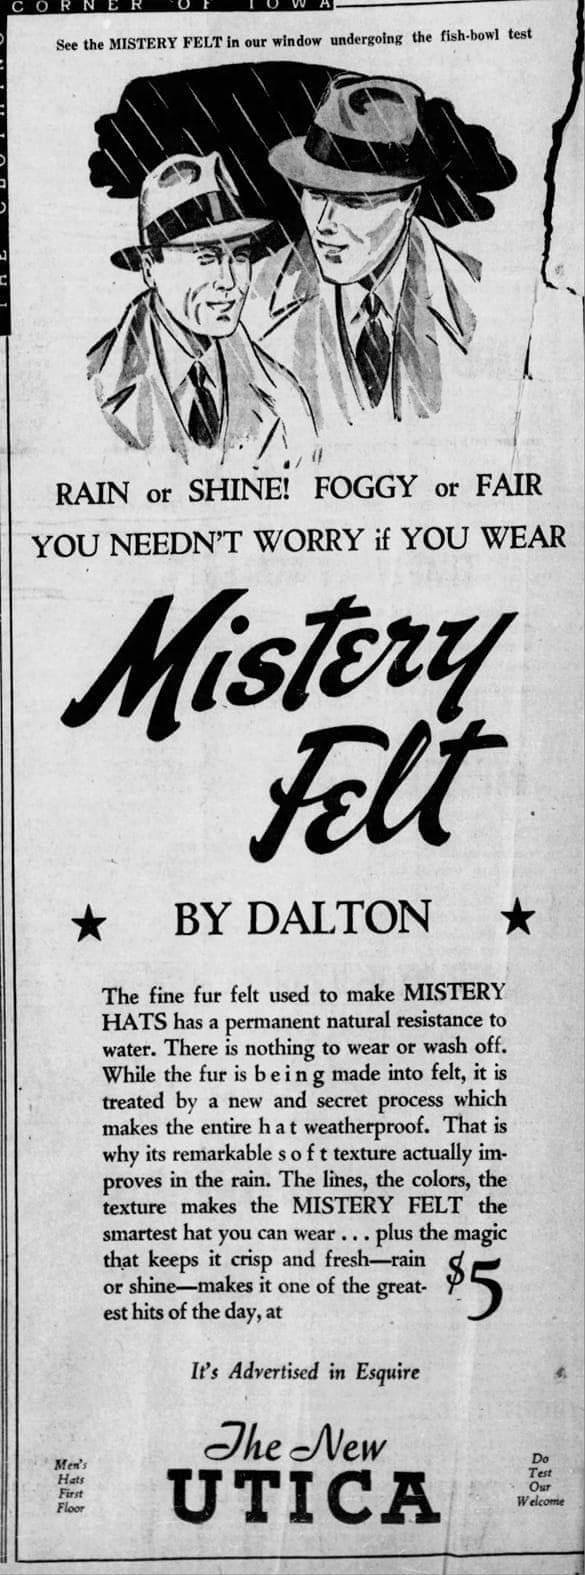 CORNER OF IOWA
THE CLOTHING
See the MISTERY FELT in our window undergoing the fish-bowl test
RAIN or SHINE! FOGGY or FAIR
YOU NEEDN'T WORRY if YOU WEAR
Mistery
Felt
★ BY DALTON ★
The fine fur felt used to make MISTERY
HATS has a permanent natural resistance to
water. There is nothing to wear or wash off.
While the fur is being made into felt, it is
treated by a new and secret process which
makes the entire hat weatherproof. That is
why its remarkable soft texture actually im-
proves in the rain. The lines, the colors, the
texture makes the MISTERY FELT the
smartest hat you can wear . . . plus the magic
that keeps it crisp and fresh—rain
or shine—makes it one of the great-
est hits of the day, at
$5
It's Advertised in Esquire
The New
UTICA
Men's
Hats
First
Floor
Do
Test
Our
Welcome